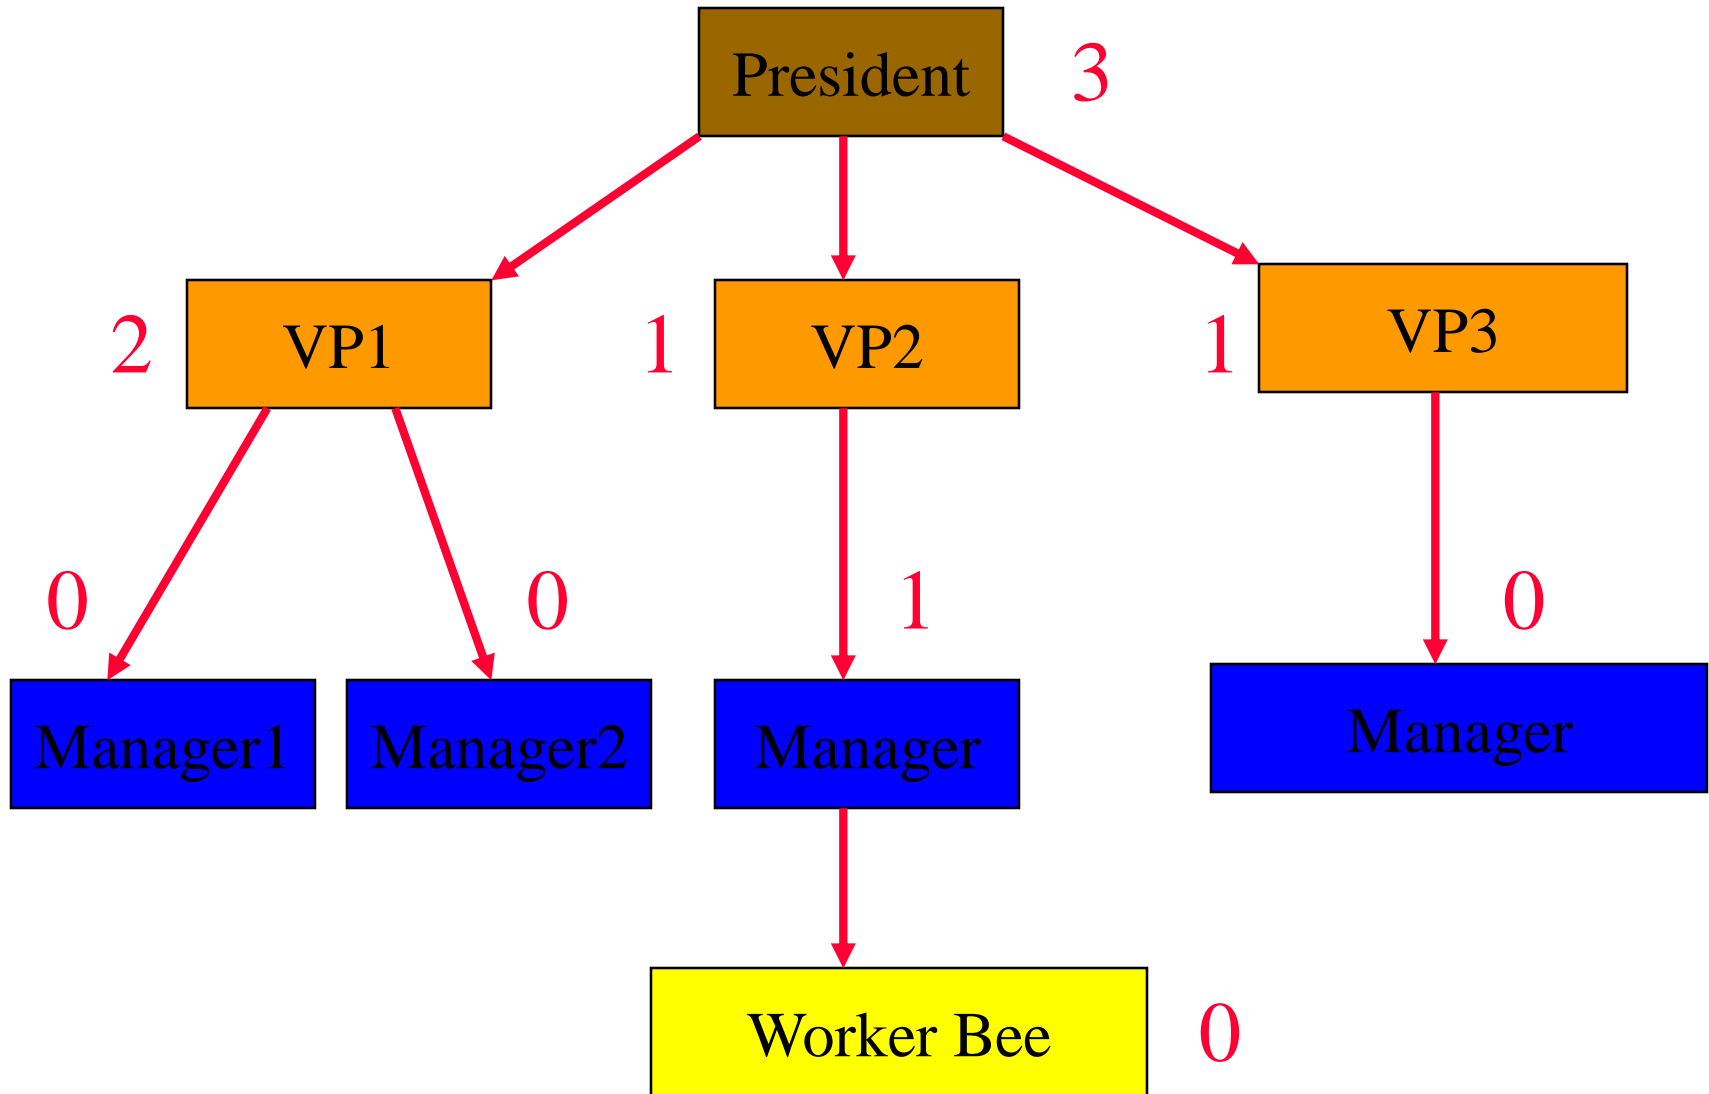 President 3
2 VP1 1 VP2 1 VP3
0 0 1 0
Manager1 Manager2 Manager Manager
Worker Bee 0